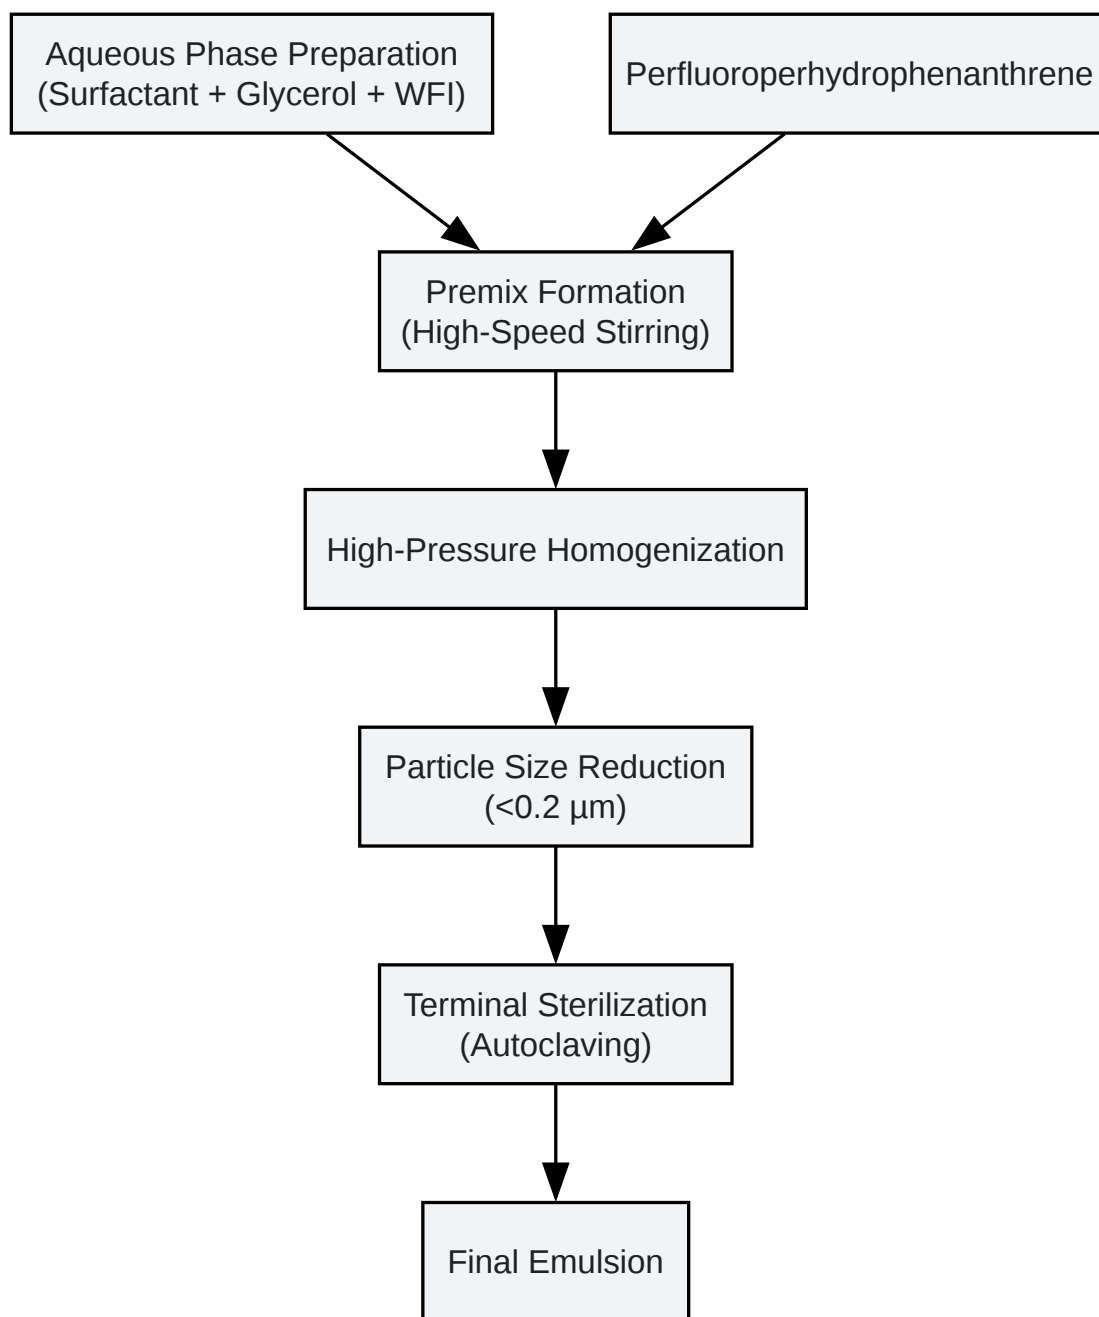 Aqueous Phase Preparation
(Surfactant + Glycerol + WFI)
Perfluoroperhydrophenanthrene
Premix Formation
(High-Speed Stirring)
High-Pressure Homogenization
Particle Size Reduction
(<0.2 µm)
Terminal Sterilization
(Autoclaving)
Final Emulsion